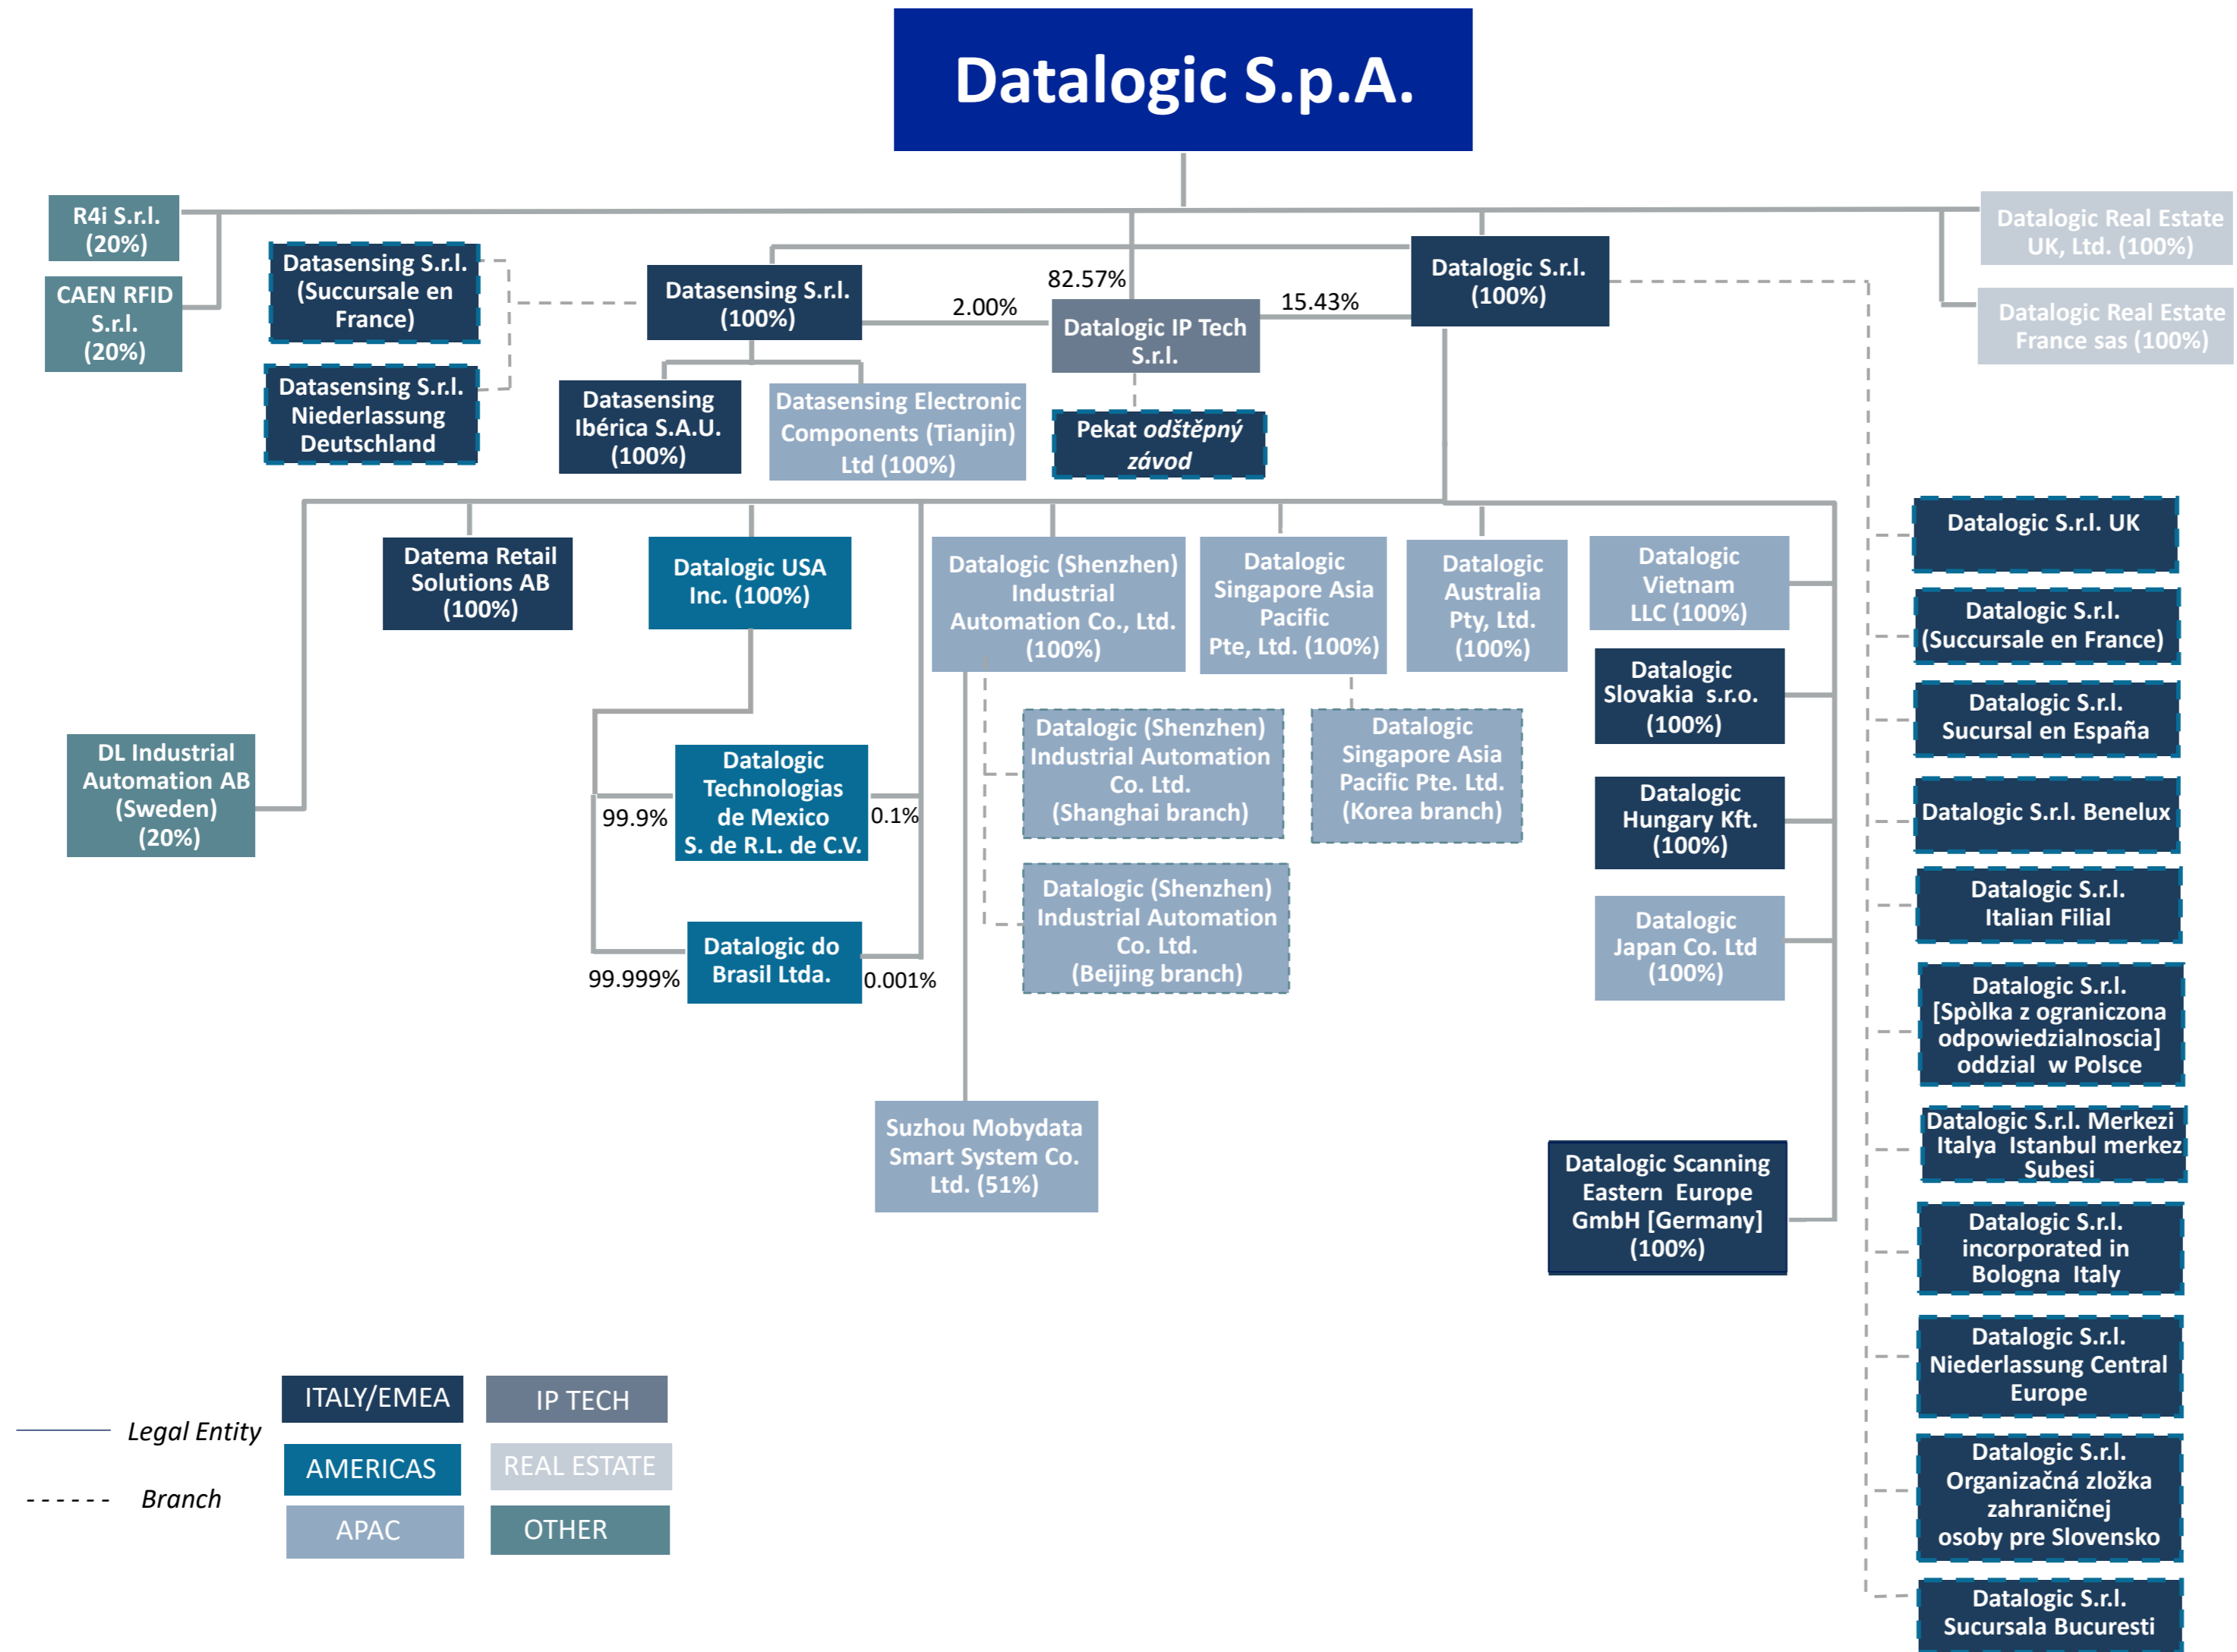 Datalogic S.p.A.
R4i S.r.l.
(20%)
CAEN RFID
S.r.l.
(20%)
Datasensing S.r.l.
(Succursale en
France)
Datasensing S.r.l.
Niederlassung
Deutschland
Datasensing S.r.l.
(100%)
2.00%
82.57%
Datalogic IP Tech
S.r.l.
15.43%
Datalogic S.r.l.
(100%)
Datalogic Real Estate
UK, Ltd. (100%)
Datalogic Real Estate
France sas (100%)
Datasensing
Ibérica S.A.U.
(100%)
Datasensing Electronic
Components (Tianjin)
Ltd (100%)
Pekat odštěpný
závod
Datema Retail
Solutions AB
(100%)
Datalogic USA
Inc. (100%)
Datalogic (Shenzhen)
Industrial
Automation Co., Ltd.
(100%)
Datalogic
Singapore Asia
Pacific
Pte, Ltd. (100%)
Datalogic
Australia
Pty, Ltd.
(100%)
Datalogic
Vietnam
LLC (100%)
Datalogic
Slovakia s.r.o.
(100%)
Datalogic
Hungary Kft.
(100%)
Datalogic
Japan Co. Ltd
(100%)
Datalogic Scanning
Eastern Europe
GmbH [Germany]
(100%)
DL Industrial
Automation AB
(Sweden)
(20%)
99.9%
Datalogic
Technologias
de Mexico
S. de R.L. de C.V.
0.1%
99.999%
Datalogic do
Brasil Ltda.
0.001%
Datalogic (Shenzhen)
Industrial Automation
Co. Ltd.
(Shanghai branch)
Datalogic (Shenzhen)
Industrial Automation
Co. Ltd.
(Beijing branch)
Datalogic
Singapore Asia
Pacific Pte. Ltd.
(Korea branch)
Suzhou Mobydata
Smart System Co.
Ltd. (51%)
Datalogic S.r.l. UK
Datalogic S.r.l.
(Succursale en France)
Datalogic S.r.l.
Sucursal en España
Datalogic S.r.l. Benelux
Datalogic S.r.l.
Italian Filial
Datalogic S.r.l.
[Spòlka z ograniczona
odpowiedzialnoscia]
oddzial w Polsce
Datalogic S.r.l. Merkezi
Italya Istanbul merkez
Subesi
Datalogic S.r.l.
incorporated in
Bologna Italy
Datalogic S.r.l.
Niederlassung Central
Europe
Datalogic S.r.l.
Organizačná zložka
zahraničnej
osoby pre Slovensko
Datalogic S.r.l.
Sucursala Bucuresti
Legal Entity
Branch
ITALY/EMEA
IP TECH
AMERICAS
REAL ESTATE
APAC
OTHER